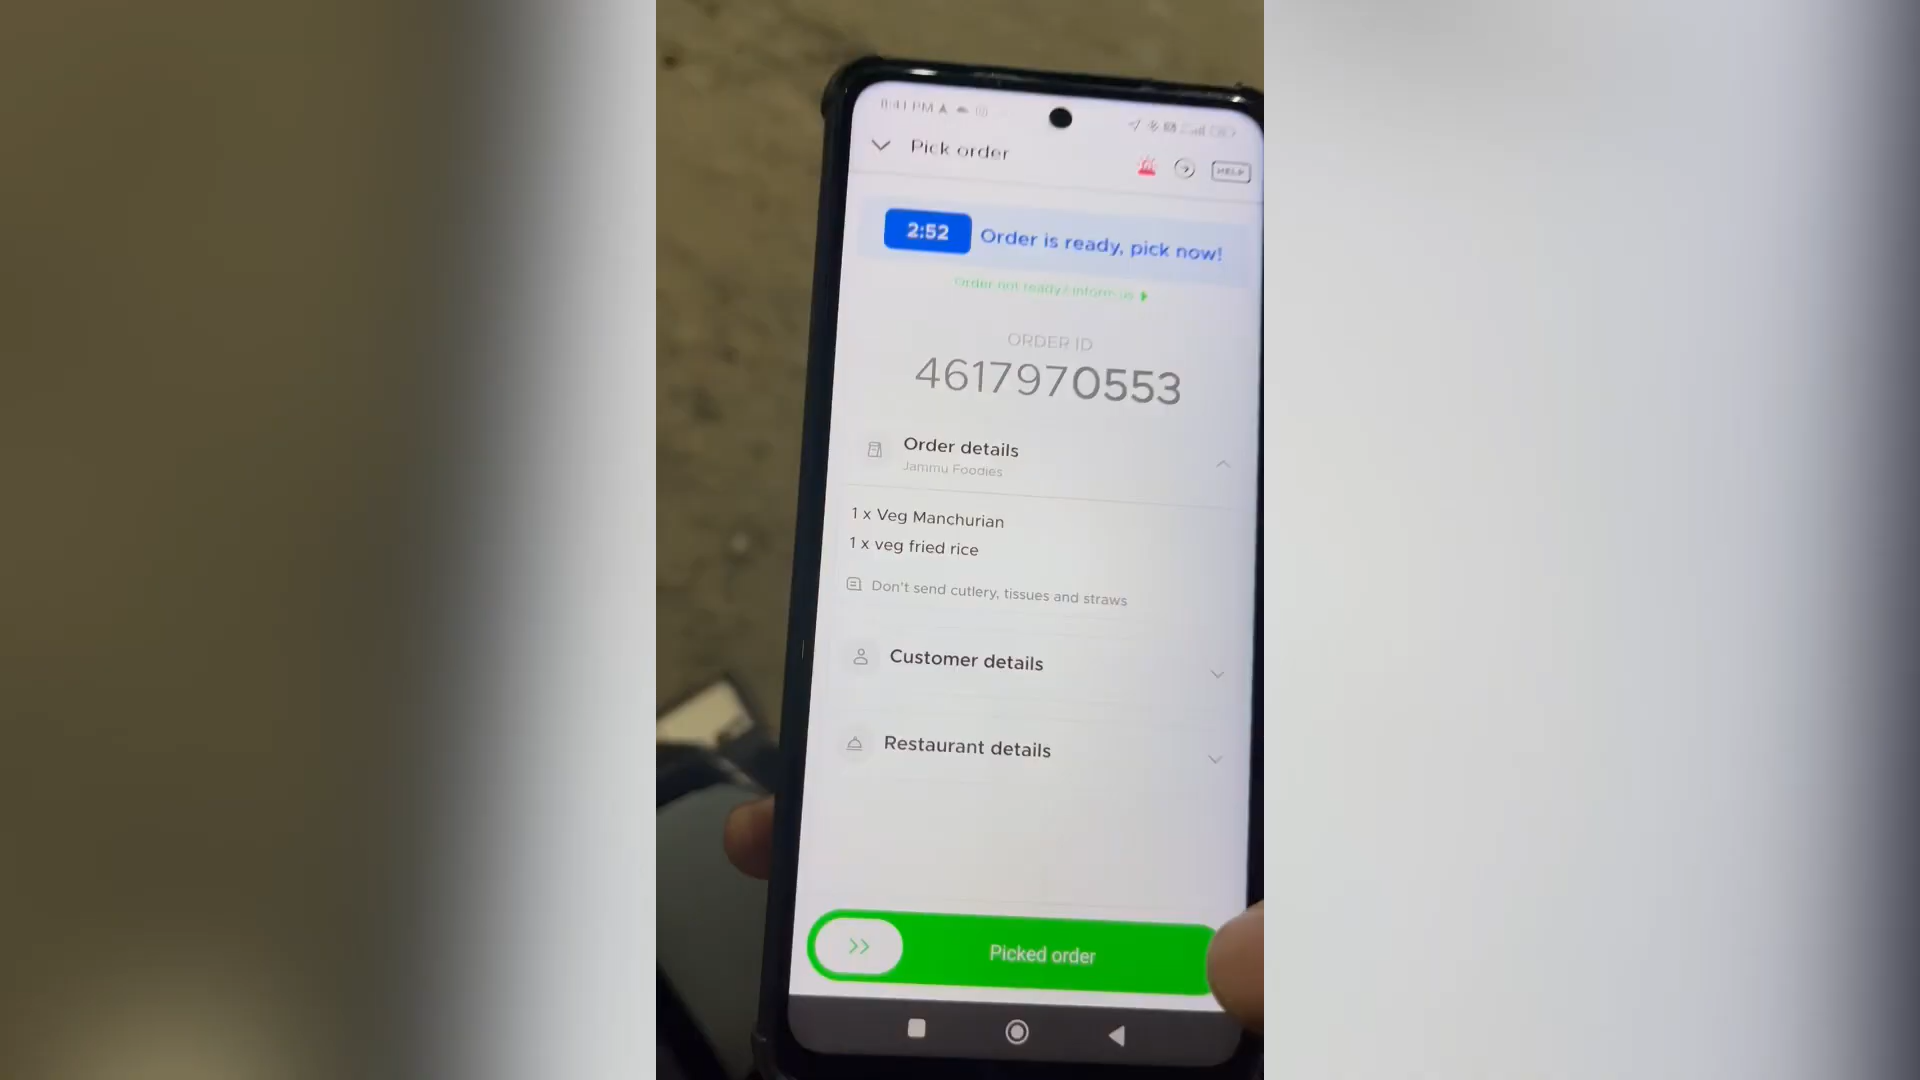 8:41 PM
Pick order
HELP
2:52 Order is ready, pick now!
Order not ready? Inform us
ORDER ID
4617970553
Order details
Jammu Foodies
1 x Veg Manchurian
1 x veg fried rice
Don't send cutlery, tissues and straws
Customer details
Restaurant details
Picked order